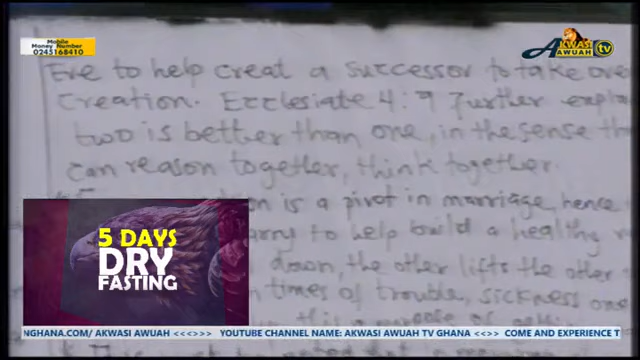 Mobile
Money Number
0245168410
AKWASI
AWUAH tv
Eve to help creat a successor to take over
creation. Ecclesiate 4:9 further expla
two is better than one, in the sense th
can reason together, think together.
is a pivot in marriage, hence
to help build a healthy
down, the other lifts the other
times of trouble, sickness one
5 DAYS
DRY
FASTING
NGHANA.COM/ AKWASI AWUAH <<<>>> YOUTUBE CHANNEL NAME: AKWASI AWUAH TV GHANA <<<>>> COME AND EXPERIENCE T